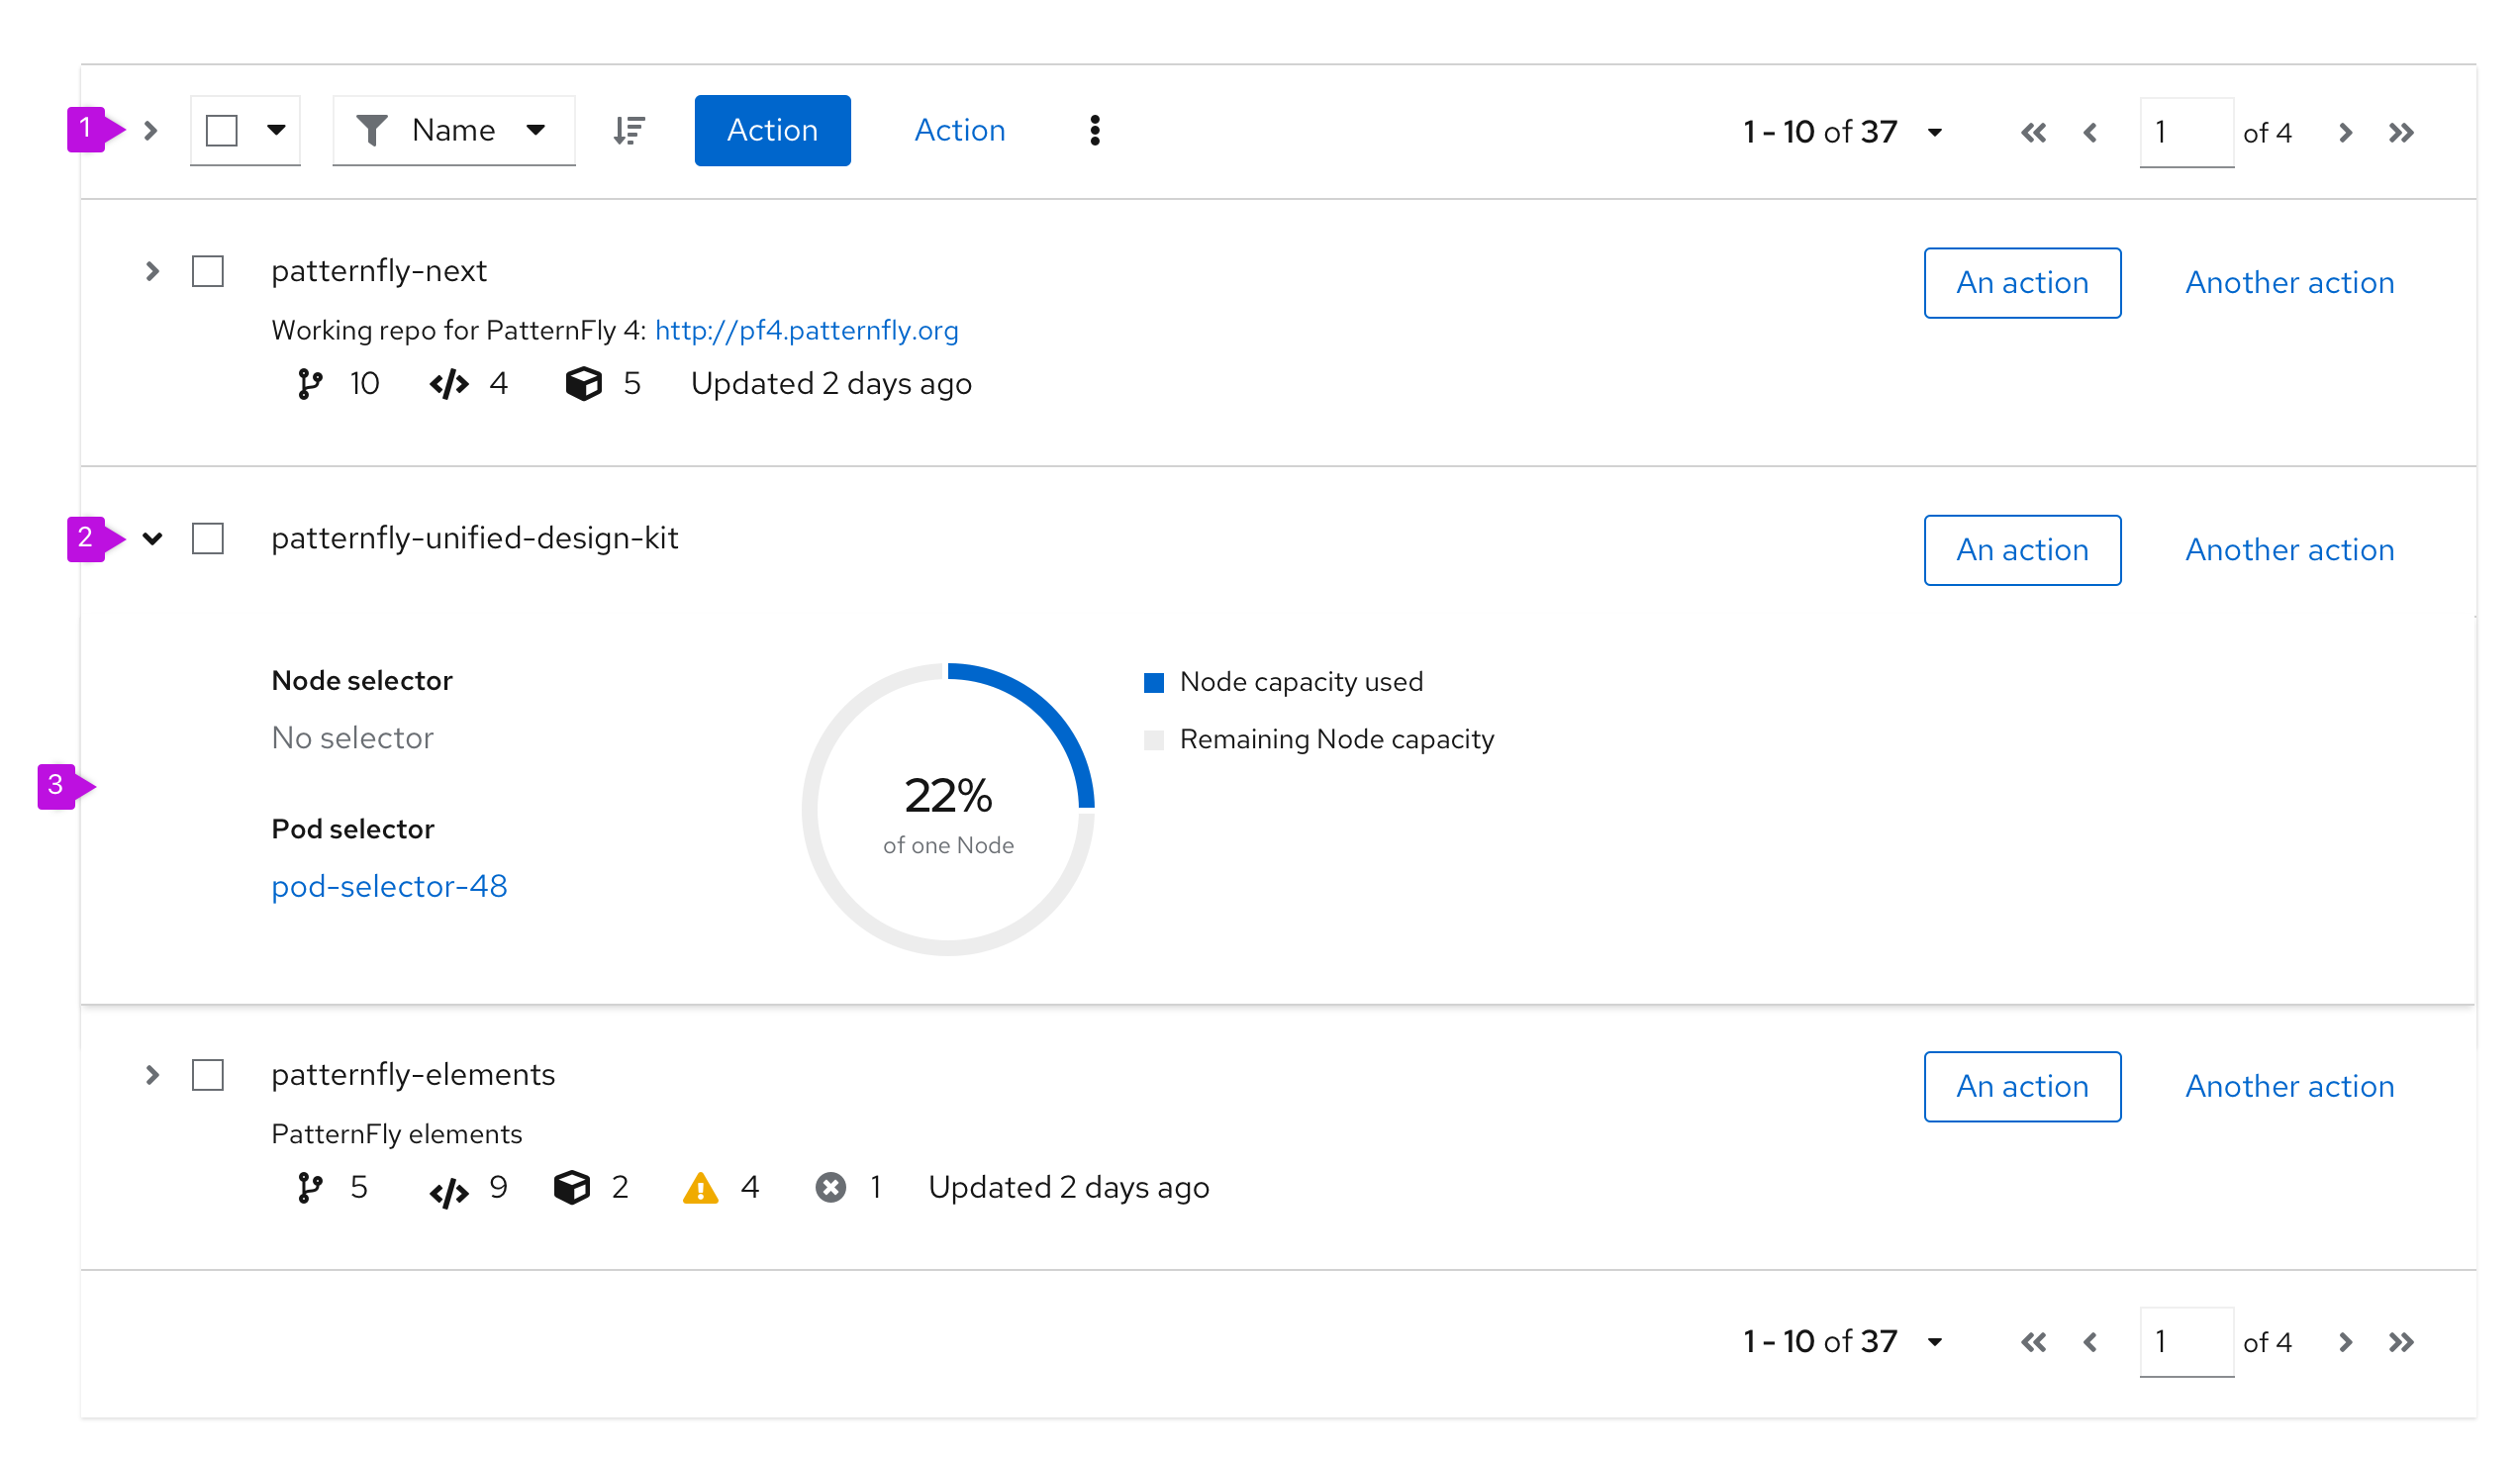 1 Name Action Action 1 - 10 of 37 1 of 4
patternfly-next An action Another action
Working repo for PatternFly 4: http://pf4.patternfly.org
10 4 5 Updated 2 days ago
2 patternfly-unified-design-kit An action Another action
Node selector
No selector
3
Pod selector
pod-selector-48
22%
of one Node
Node capacity used
Remaining Node capacity
patternfly-elements An action Another action
PatternFly elements
5 9 2 4 1 Updated 2 days ago
1 - 10 of 37 1 of 4